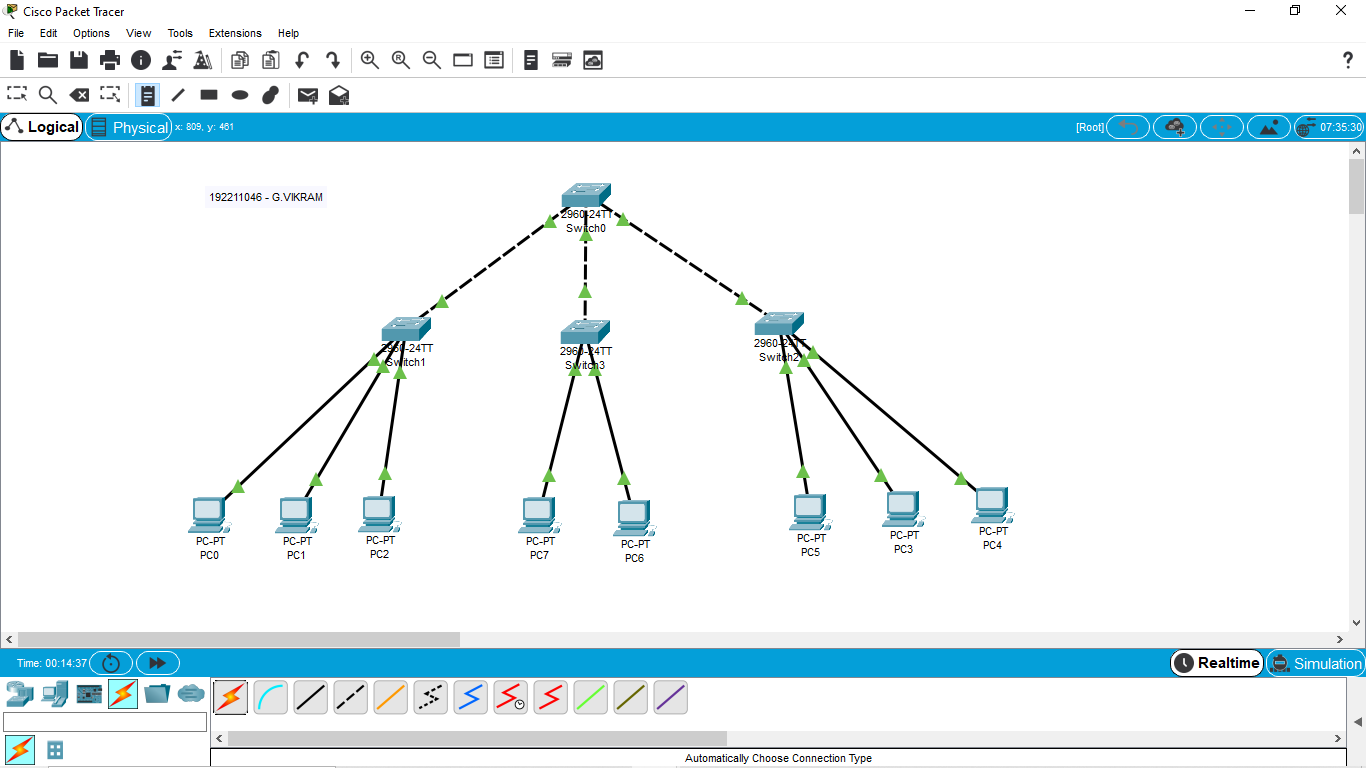 Cisco Packet Tracer
File Edit Options View Tools Extensions Help
?
Logical Physical x: 809, y: 461 [Root] 07:35:30
192211046 - G.VIKRAM
2960-24TT
Switch0
2960-24TT
Switch1
2960-24TT
Switch3
2960-24TT
Switch2
PC-PT
PC0
PC-PT
PC1
PC-PT
PC2
PC-PT
PC7
PC-PT
PC6
PC-PT
PC5
PC-PT
PC3
PC-PT
PC4
Time: 00:14:37 Realtime Simulation
Automatically Choose Connection Type